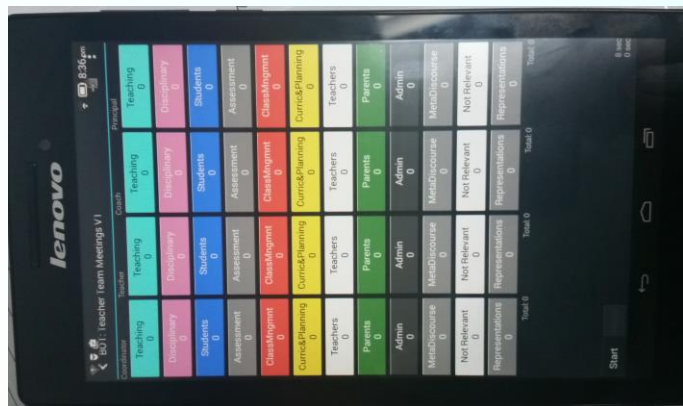 lenovo
8:36 pm
BOT: Teacher Team Meetings V1
Coordinator Teacher Coach Principal
Teaching Teaching Teaching Teaching
0 0 0 0
Disciplinary Disciplinary Disciplinary Disciplinary
0 0 0 0
Students Students Students Students
0 0 0 0
Assessment Assessment Assessment Assessment
0 0 0 0
ClassMngmnt ClassMngmnt ClassMngmnt ClassMngmnt
0 0 0 0
Curric&Planning Curric&Planning Curric&Planning Curric&Planning
0 0 0 0
Teachers Teachers Teachers Teachers
0 0 0 0
Parents Parents Parents Parents
0 0 0 0
Admin Admin Admin Admin
0 0 0 0
MetaDiscourse MetaDiscourse MetaDiscourse MetaDiscourse
0 0 0 0
Not Relevant Not Relevant Not Relevant Not Relevant
0 0 0 0
Representations Representations Representations Representations
0 0 0 0
Total 0 Total 0 Total 0 Total 0
8 sec
0 sec
Start